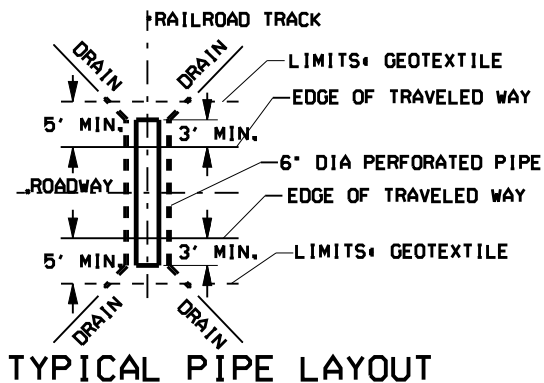 RAILROAD TRACK
DRAIN
DRAIN
LIMITS: GEOTEXTILE
EDGE OF TRAVELED WAY
5' MIN.
3' MIN.
6" DIA PERFORATED PIPE
ROADWAY
EDGE OF TRAVELED WAY
5' MIN.
3' MIN.
LIMITS: GEOTEXTILE
DRAIN
DRAIN
TYPICAL PIPE LAYOUT